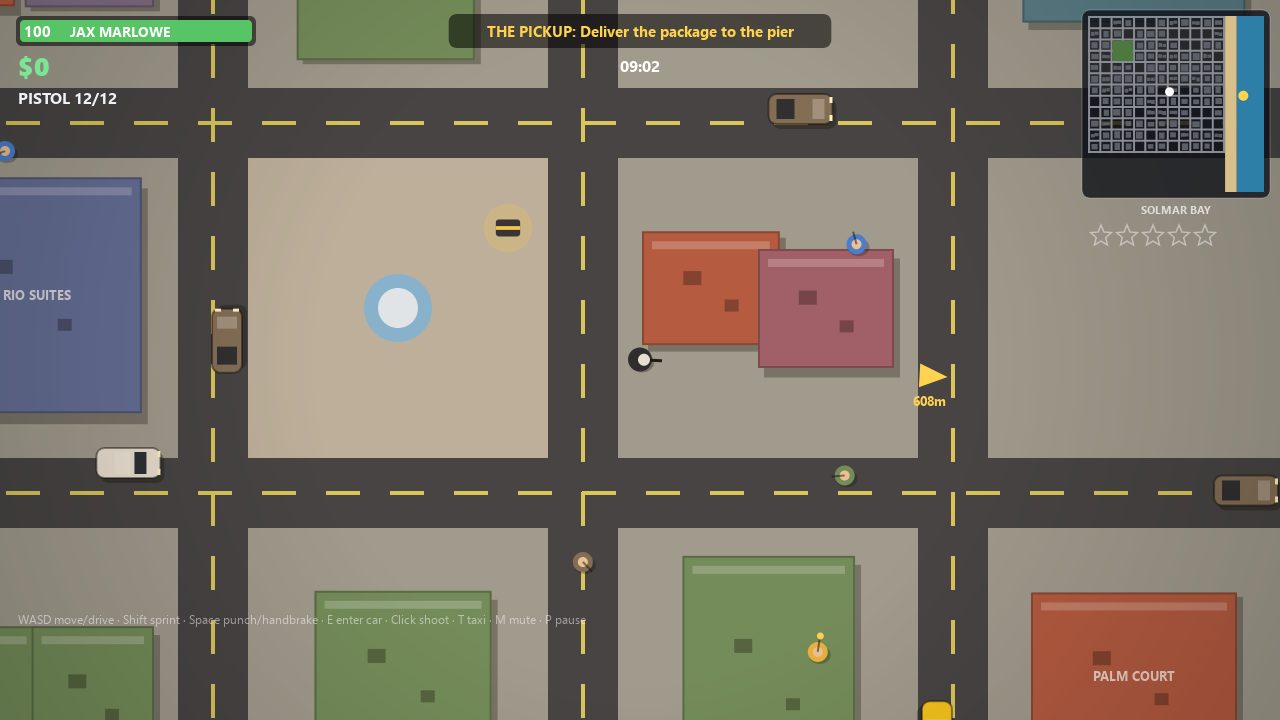 100 JAX MARLOWE
THE PICKUP: Deliver the package to the pier
$0
09:02
PISTOL 12/12
SOLMAR BAY
RIO SUITES
608m
WASD move/drive · Shift sprint · Space punch/handbrake · E enter car · Click shoot · T taxi · M mute · P pause
PALM COURT